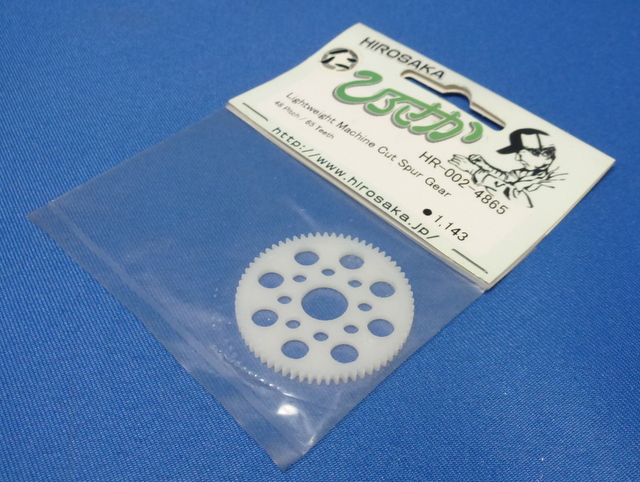 HIROSAKA
ひろさか
Lightweight Machine Cut Spur Gear
48 Pitch / 65 Teeth
HR-002-4865
●1,143
http://www.hirosaka.jp/